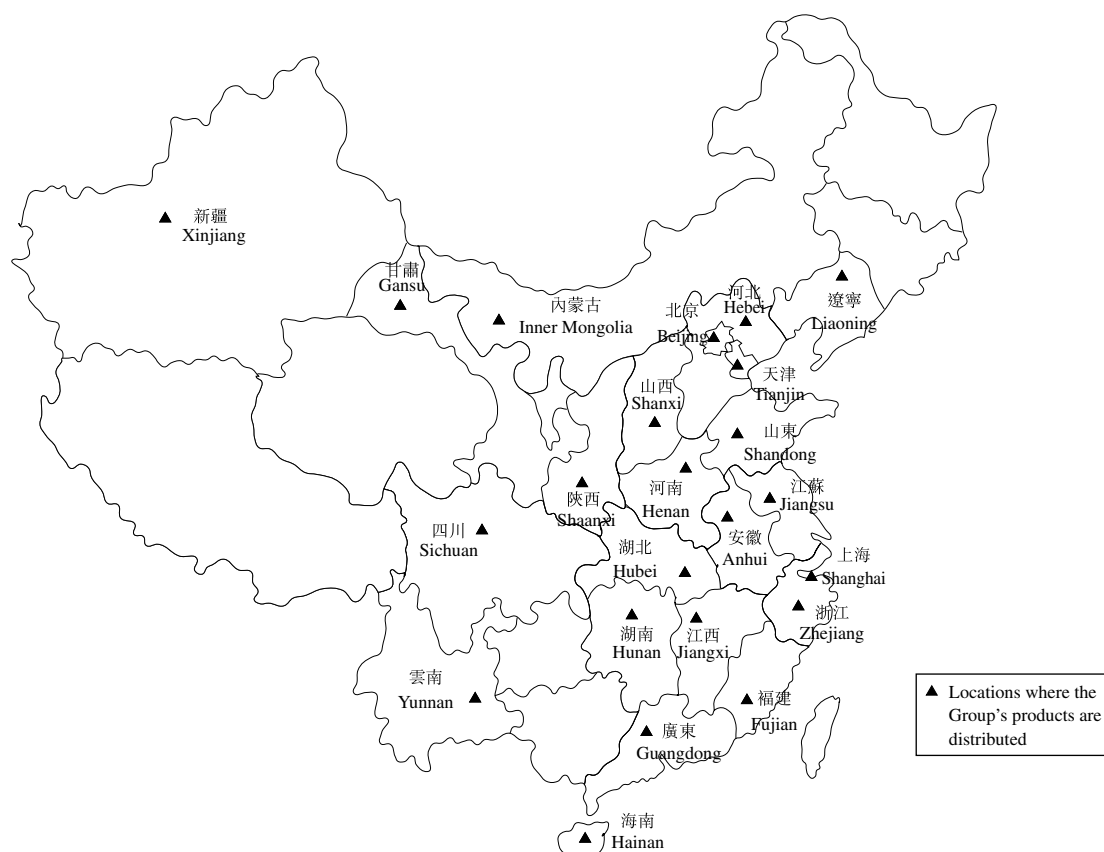 新疆
Xinjiang
甘肅
Gansu
內蒙古
Inner Mongolia
北京
Beijing
河北
Hebei
遼寧
Liaoning
天津
Tianjin
山西
Shanxi
山東
Shandong
陝西
Shaanxi
河南
Henan
江蘇
Jiangsu
安徽
Anhui
四川
Sichuan
湖北
Hubei
上海
Shanghai
浙江
Zhejiang
湖南
Hunan
江西
Jiangxi
雲南
Yunnan
福建
Fujian
廣東
Guangdong
海南
Hainan
▲ Locations where the
Group's products are
distributed